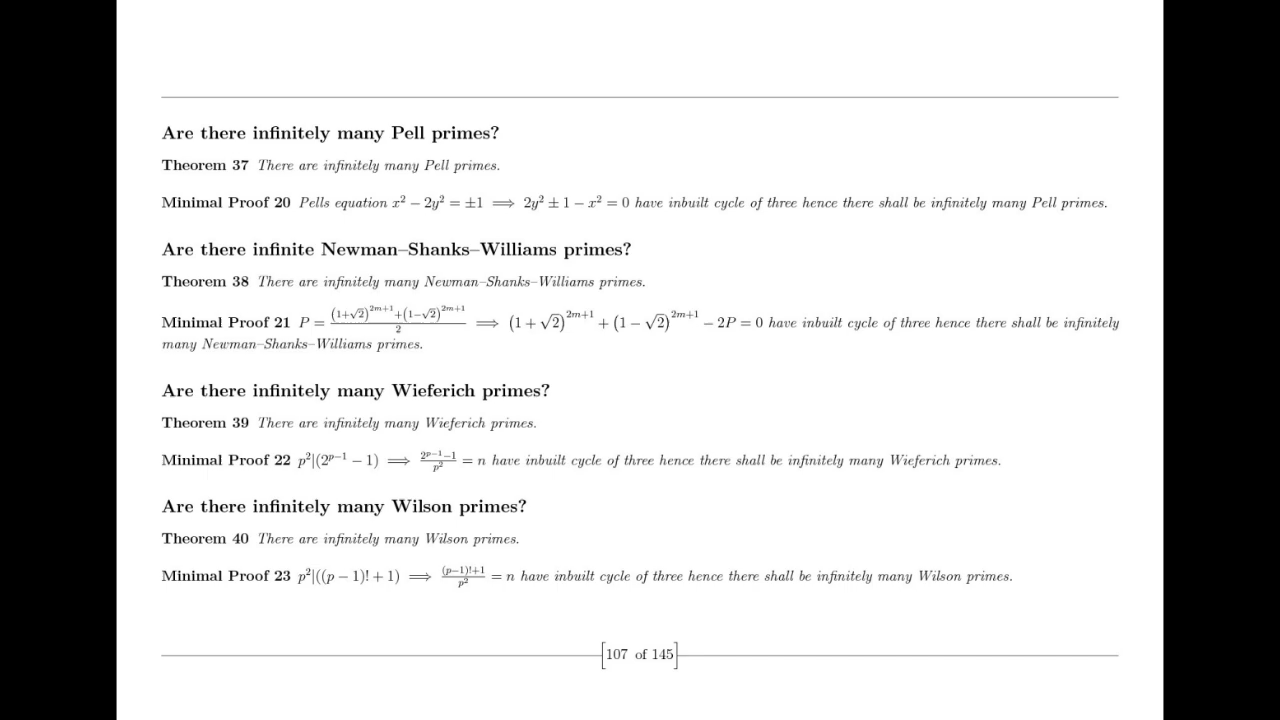 Are there infinitely many Pell primes?
Theorem 37 There are infinitely many Pell primes.
Minimal Proof 20 Pells equation x² − 2y² = ±1 ⟹ 2y² ± 1 − x² = 0 have inbuilt cycle of three hence there shall be infinitely many Pell primes.
Are there infinite Newman–Shanks–Williams primes?
Theorem 38 There are infinitely many Newman–Shanks–Williams primes.
Minimal Proof 21 P = \frac{(1+√2)^{2m+1}+(1−√2)^{2m+1}}{2} ⟹ (1 + √2)^{2m+1} + (1 − √2)^{2m+1} − 2P = 0 have inbuilt cycle of three hence there shall be infinitely
many Newman–Shanks–Williams primes.
Are there infinitely many Wieferich primes?
Theorem 39 There are infinitely many Wieferich primes.
Minimal Proof 22 p²|(2^{p−1} − 1) ⟹ \frac{2^{p−1}−1}{p²} = n have inbuilt cycle of three hence there shall be infinitely many Wieferich primes.
Are there infinitely many Wilson primes?
Theorem 40 There are infinitely many Wilson primes.
Minimal Proof 23 p²|((p − 1)! + 1) ⟹ \frac{(p−1)!+1}{p²} = n have inbuilt cycle of three hence there shall be infinitely many Wilson primes.
[107 of 145]